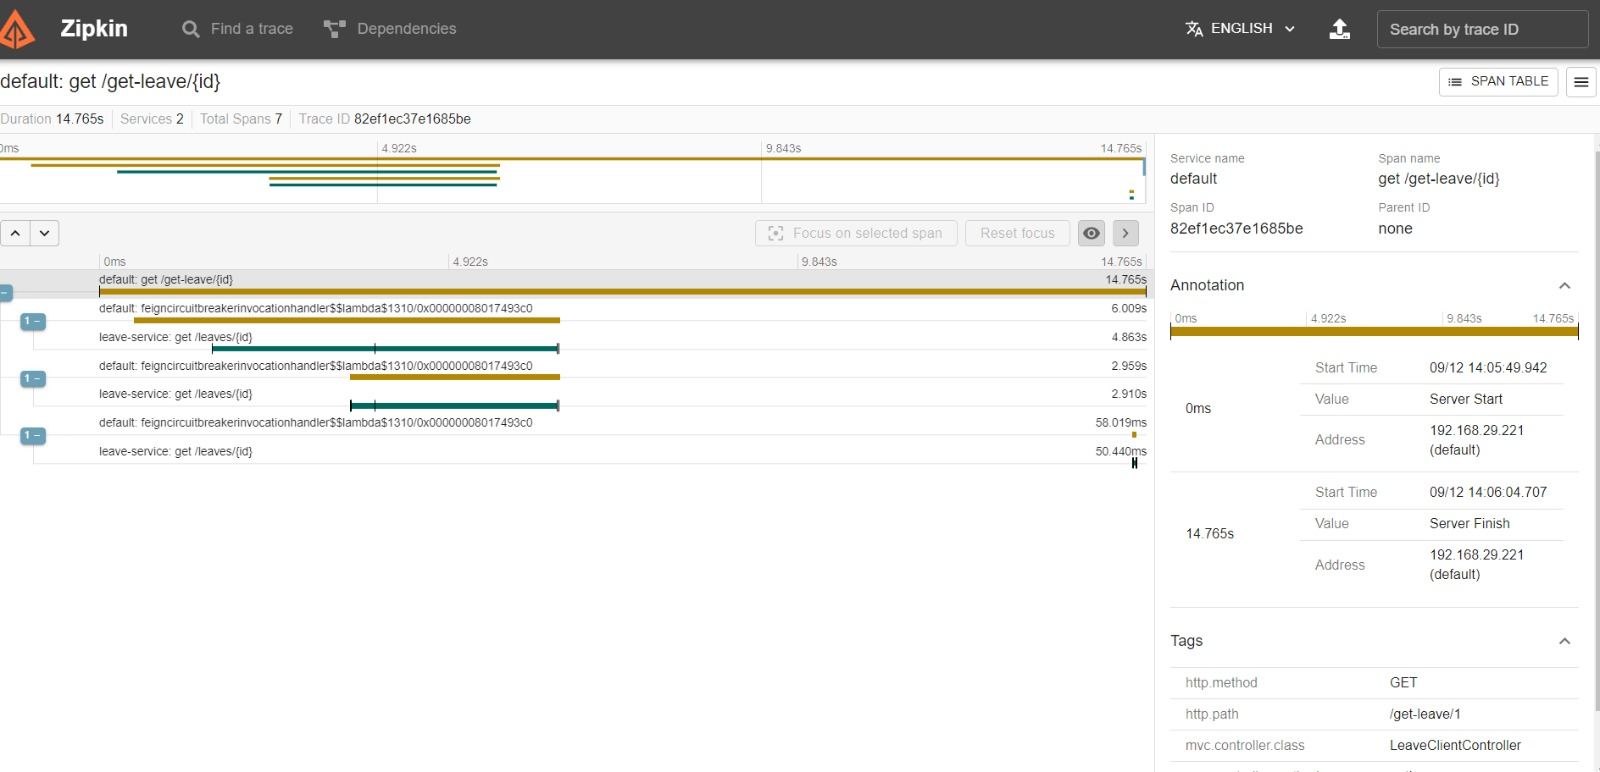 Zipkin
Find a trace
Dependencies
ENGLISH
Search by trace ID
default: get /get-leave/{id}
SPAN TABLE
Duration 14.765s
Services 2
Total Spans 7
Trace ID 82ef1ec37e1685be
0ms 4.922s 9.843s 14.765s
Focus on selected span
Reset focus
0ms 4.922s 9.843s 14.765s
default: get /get-leave/{id} 14.765s
default: feigncircuitbreakerinvocationhandler$$lambda$1310/0x00000008017493c0 6.009s
1 −
leave-service: get /leaves/{id} 4.863s
default: feigncircuitbreakerinvocationhandler$$lambda$1310/0x00000008017493c0 2.959s
1 −
leave-service: get /leaves/{id} 2.910s
default: feigncircuitbreakerinvocationhandler$$lambda$1310/0x00000008017493c0 58.019ms
1 −
leave-service: get /leaves/{id} 50.440ms
Service name Span name
default get /get-leave/{id}
Span ID Parent ID
82ef1ec37e1685be none
Annotation
0ms 4.922s 9.843s 14.765s
0ms
Start Time 09/12 14:05:49.942
Value Server Start
Address 192.168.29.221
(default)
14.765s
Start Time 09/12 14:06:04.707
Value Server Finish
Address 192.168.29.221
(default)
Tags
http.method GET
http.path /get-leave/1
mvc.controller.class LeaveClientController